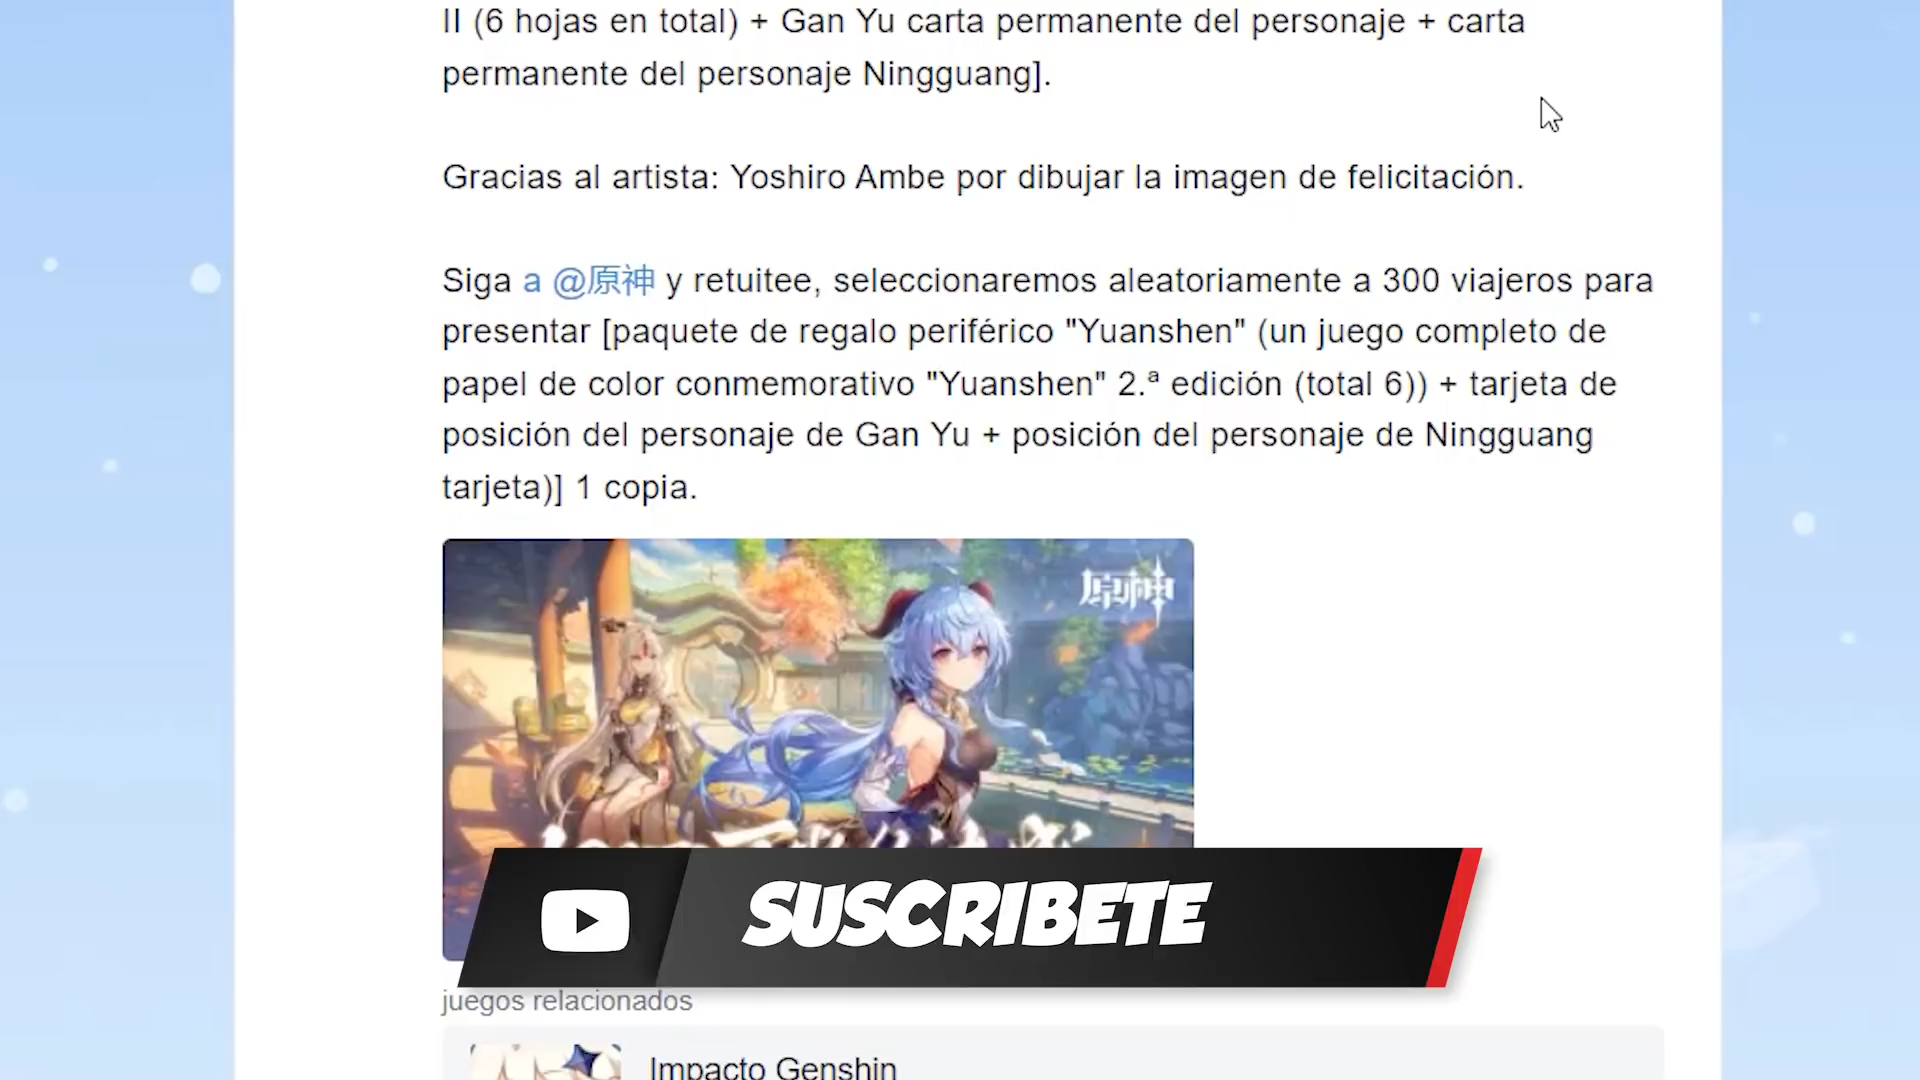 II (6 hojas en total) + Gan Yu carta permanente del personaje + carta
permanente del personaje Ningguang].
Gracias al artista: Yoshiro Ambe por dibujar la imagen de felicitación.
Siga a @原神 y retuitee, seleccionaremos aleatoriamente a 300 viajeros para
presentar [paquete de regalo periférico "Yuanshen" (un juego completo de
papel de color conmemorativo "Yuanshen" 2.ª edición (total 6)) + tarjeta de
posición del personaje de Gan Yu + posición del personaje de Ningguang
tarjeta)] 1 copia.
原神
SUSCRIBETE
juegos relacionados
Impacto Genshin